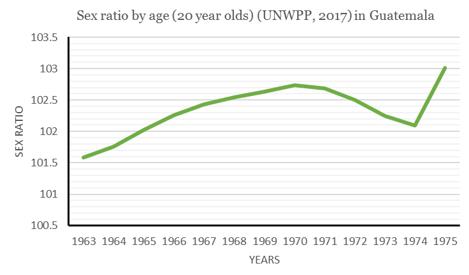 Sex ratio by age (20 year olds) (UNWPP, 2017) in Guatemala
103.5
103
102.5
102
101.5
101
100.5
SEX RATIO
1963 1964 1965 1966 1967 1968 1969 1970 1971 1972 1973 1974 1975
YEARS